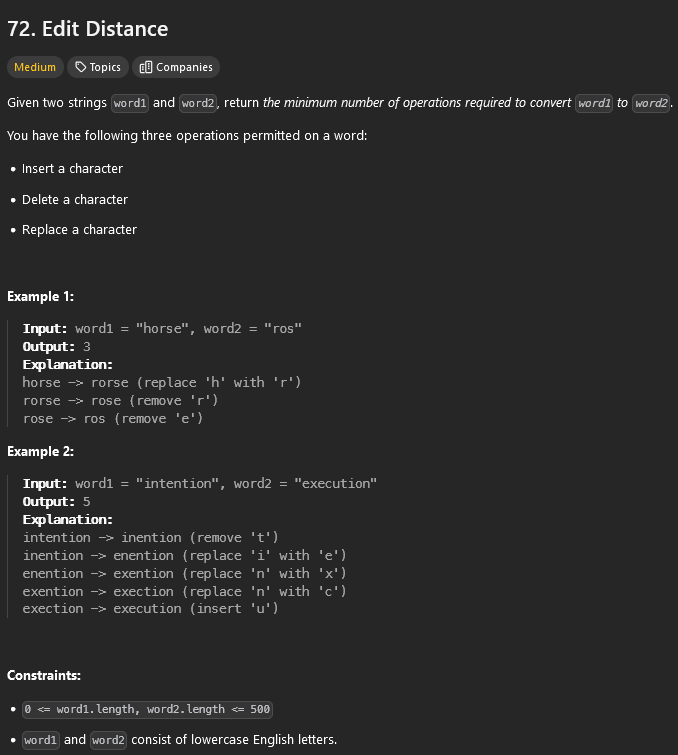 72. Edit Distance
Medium Topics Companies
Given two strings word1 and word2, return the minimum number of operations required to convert word1 to word2.
You have the following three operations permitted on a word:
• Insert a character
• Delete a character
• Replace a character
Example 1:
Input: word1 = "horse", word2 = "ros"
Output: 3
Explanation:
horse -> rorse (replace 'h' with 'r')
rorse -> rose (remove 'r')
rose -> ros (remove 'e')
Example 2:
Input: word1 = "intention", word2 = "execution"
Output: 5
Explanation:
intention -> inention (remove 't')
inention -> enention (replace 'i' with 'e')
enention -> exention (replace 'n' with 'x')
exention -> exection (replace 'n' with 'c')
exection -> execution (insert 'u')
Constraints:
• 0 <= word1.length, word2.length <= 500
• word1 and word2 consist of lowercase English letters.